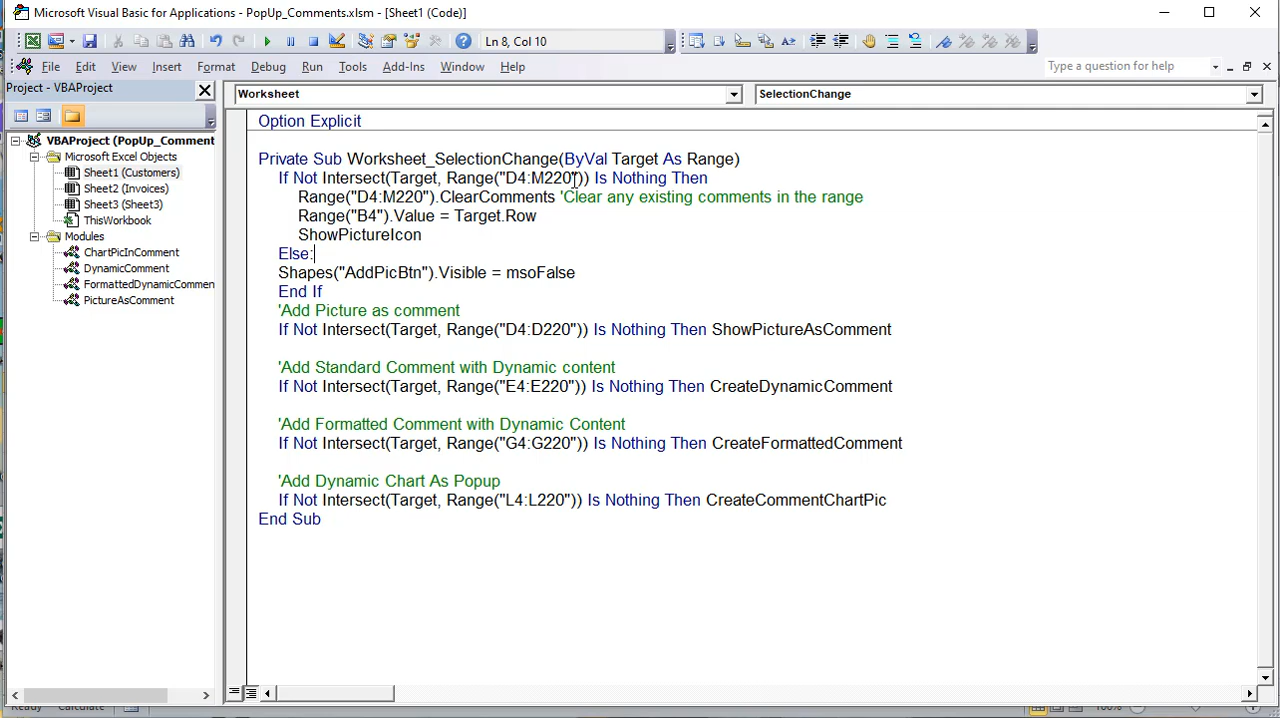 Microsoft Visual Basic for Applications - PopUp_Comments.xlsm - [Sheet1 (Code)]
Ln 8, Col 10
File Edit View Insert Format Debug Run Tools Add-Ins Window Help
Type a question for help
Project - VBAProject
Worksheet
SelectionChange
VBAProject (PopUp_Comment
Microsoft Excel Objects
Sheet1 (Customers)
Sheet2 (Invoices)
Sheet3 (Sheet3)
ThisWorkbook
Modules
ChartPicInComment
DynamicComment
FormattedDynamicCommen
PictureAsComment
Option Explicit
Private Sub Worksheet_SelectionChange(ByVal Target As Range)
If Not Intersect(Target, Range("D4:M220")) Is Nothing Then
Range("D4:M220").ClearComments 'Clear any existing comments in the range
Range("B4").Value = Target.Row
ShowPictureIcon
Else:
Shapes("AddPicBtn").Visible = msoFalse
End If
'Add Picture as comment
If Not Intersect(Target, Range("D4:D220")) Is Nothing Then ShowPictureAsComment
'Add Standard Comment with Dynamic content
If Not Intersect(Target, Range("E4:E220")) Is Nothing Then CreateDynamicComment
'Add Formatted Comment with Dynamic Content
If Not Intersect(Target, Range("G4:G220")) Is Nothing Then CreateFormattedComment
'Add Dynamic Chart As Popup
If Not Intersect(Target, Range("L4:L220")) Is Nothing Then CreateCommentChartPic
End Sub
Ready Calculate
100%